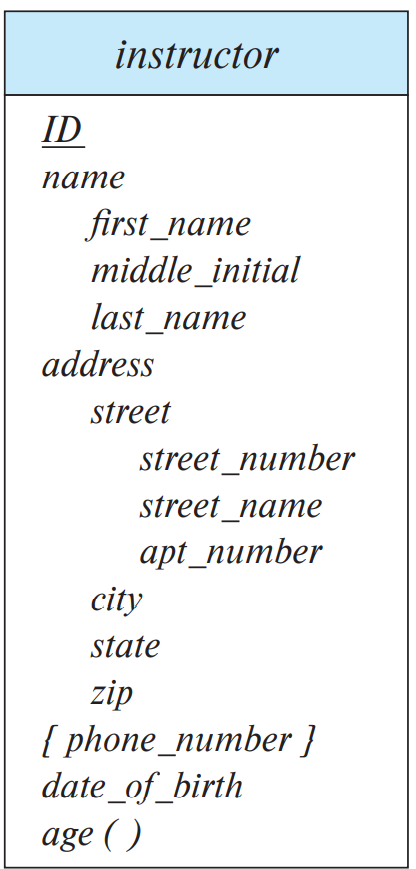 instructor
ID
name
first_name
middle_initial
last_name
address
street
street_number
street_name
apt_number
city
state
zip
{ phone_number }
date_of_birth
age ( )